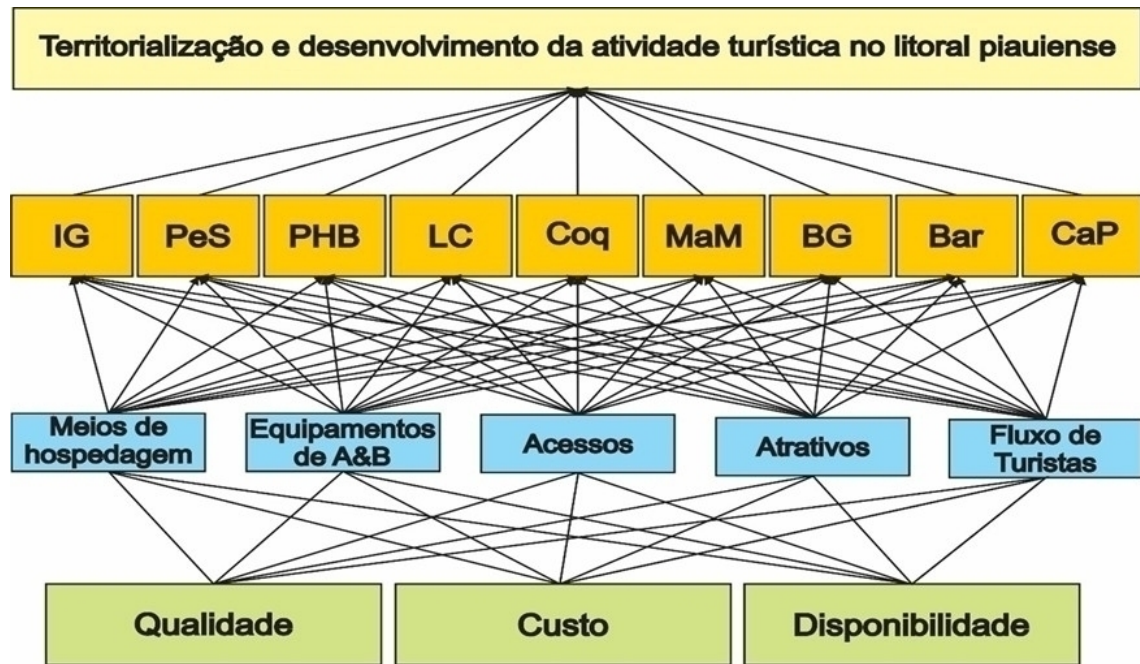 Territorialização e desenvolvimento da atividade turística no litoral piauiense
IG
PeS
PHB
LC
Coq
MaM
BG
Bar
CaP
Meios de
hospedagem
Equipamentos
de A&B
Acessos
Atrativos
Fluxo de
Turistas
Qualidade
Custo
Disponibilidade